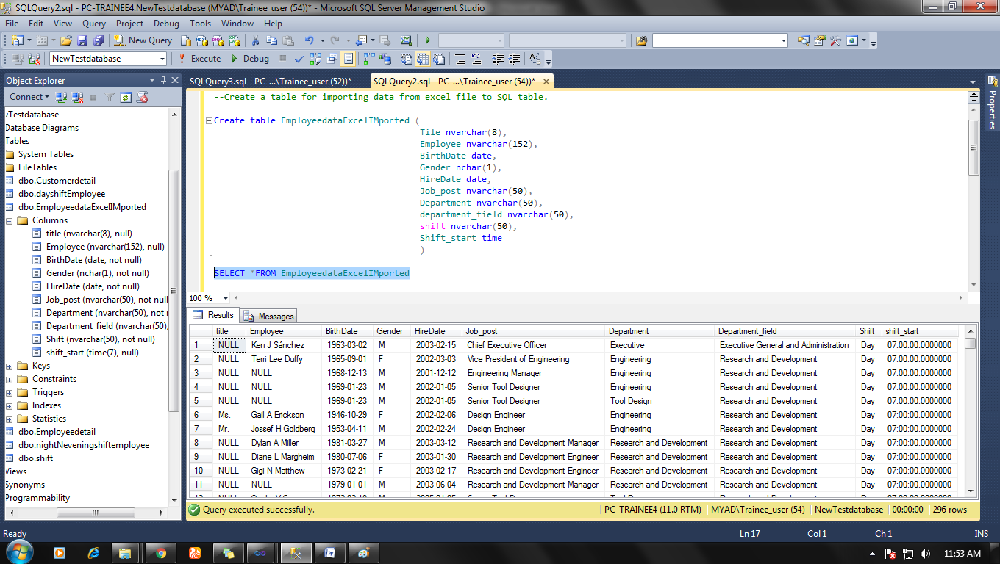 SQLQuery2.sql - PC-TRAINEE4.NewTestdatabase (MYAD\Trainee_user (54))* - Microsoft SQL Server Management Studio
File Edit View Query Project Debug Tools Window Help
New Query
NewTestdatabase Execute Debug
Object Explorer
Connect
/Testdatabase
Database Diagrams
Tables
System Tables
FileTables
dbo.Customerdetail
dbo.dayshiftEmployee
dbo.EmployeedataExcelIMported
Columns
title (nvarchar(8), null)
Employee (nvarchar(152), null)
BirthDate (date, not null)
Gender (nchar(1), not null)
HireDate (date, not null)
Job_post (nvarchar(50), not null
Department (nvarchar(50), not
Department_field (nvarchar(50),
Shift (nvarchar(50), not null)
shift_start (time(7), null)
Keys
Constraints
Triggers
Indexes
Statistics
dbo.Employeedetail
dbo.nightNeveningshiftemployee
dbo.shift
Views
Synonyms
Programmability
SQLQuery3.sql - PC-...\Trainee_user (52))*
SQLQuery2.sql - PC-...\Trainee_user (54))*
--Create a table for importing data from excel file to SQL table.
Create table EmployeedataExcelIMported (
Tile nvarchar(8),
Employee nvarchar(152),
BirthDate date,
Gender nchar(1),
HireDate date,
Job_post nvarchar(50),
Department nvarchar(50),
department_field nvarchar(50),
shift nvarchar(50),
Shift_start time
)
SELECT *FROM EmployeedataExcelIMported
100 %
Results Messages
title Employee BirthDate Gender HireDate Job_post Department Department_field Shift shift_start
1 NULL Ken J Sánchez 1963-03-02 M 2003-02-15 Chief Executive Officer Executive Executive General and Administration Day 07:00:00.0000000
2 NULL Terri Lee Duffy 1965-09-01 F 2002-03-03 Vice President of Engineering Engineering Research and Development Day 07:00:00.0000000
3 NULL NULL 1968-12-13 M 2001-12-12 Engineering Manager Engineering Research and Development Day 07:00:00.0000000
4 NULL NULL 1969-01-23 M 2002-01-05 Senior Tool Designer Engineering Research and Development Day 07:00:00.0000000
5 NULL NULL 1969-01-23 M 2002-01-05 Senior Tool Designer Tool Design Research and Development Day 07:00:00.0000000
6 Ms. Gail A Erickson 1946-10-29 F 2002-02-06 Design Engineer Engineering Research and Development Day 07:00:00.0000000
7 Mr. Jossef H Goldberg 1953-04-11 M 2002-02-24 Design Engineer Engineering Research and Development Day 07:00:00.0000000
8 NULL Dylan A Miller 1981-03-27 M 2003-03-12 Research and Development Manager Research and Development Research and Development Day 07:00:00.0000000
9 NULL Diane L Margheim 1980-07-06 F 2003-01-30 Research and Development Engineer Research and Development Research and Development Day 07:00:00.0000000
10 NULL Gigi N Matthew 1973-02-21 F 2003-02-17 Research and Development Engineer Research and Development Research and Development Day 07:00:00.0000000
11 NULL NULL 1979-01-01 M 2003-06-04 Research and Development Manager Research and Development Research and Development Day 07:00:00.0000000
Query executed successfully. PC-TRAINEE4 (11.0 RTM) MYAD\Trainee_user (54) NewTestdatabase 00:00:00 296 rows
Properties
Ready Ln 17 Col 1 Ch 1 INS
11:53 AM